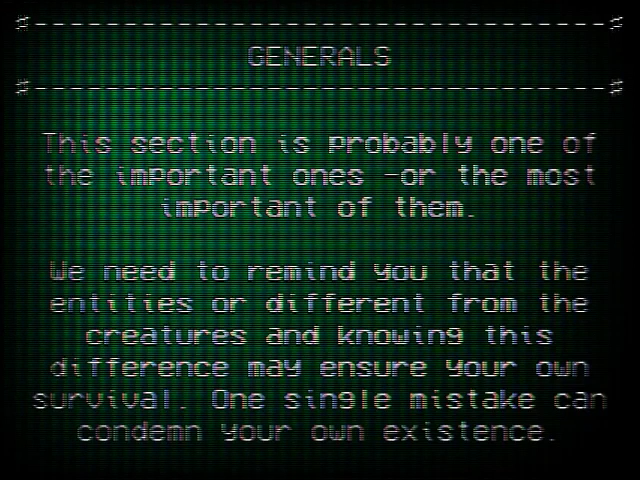 #--------------------------------#
GENERALS
#--------------------------------#
This section is probably one of
the important ones -or the most
important of them.
We need to remind you that the
entities or different from the
creatures and knowing this
difference may ensure your own
survival. One single mistake can
condemn your own existence.